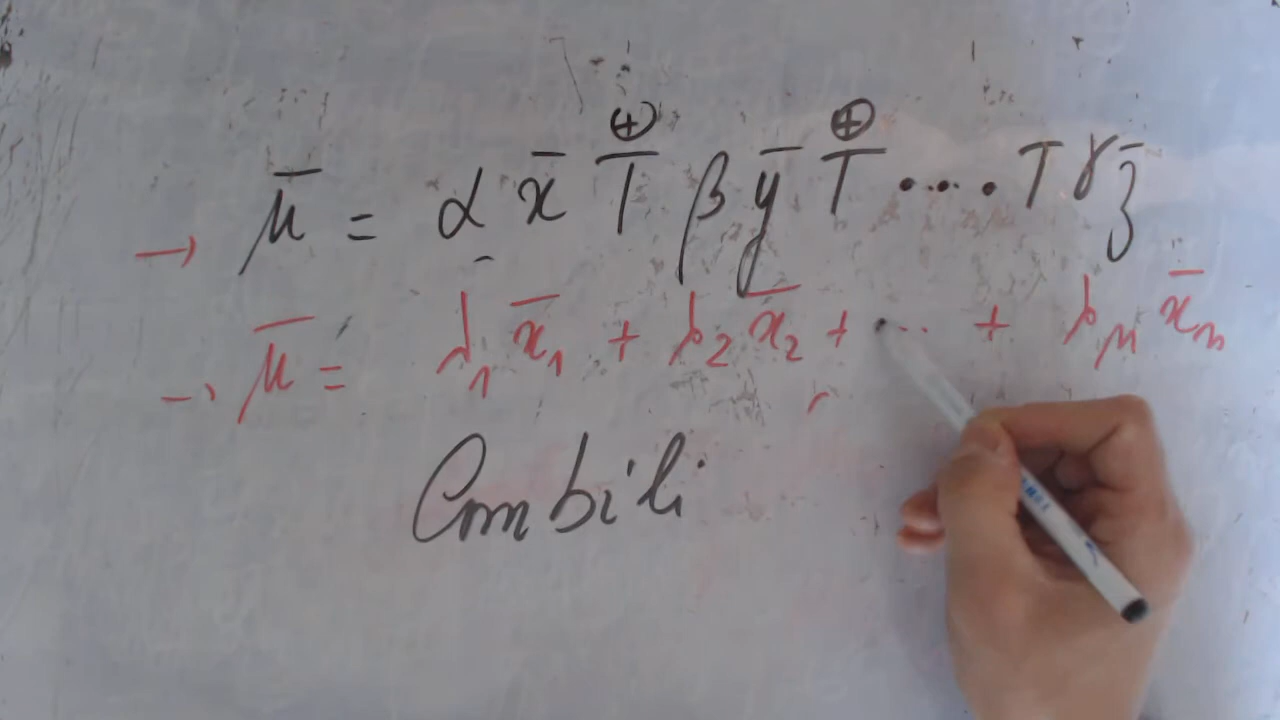 ū = α x̄ T⊕ β ȳ T⊕ .... T γ z̄
→ ū = λ₁ x̄₁ + λ₂ x̄₂ + ... + λₙ x̄ₙ
Combili